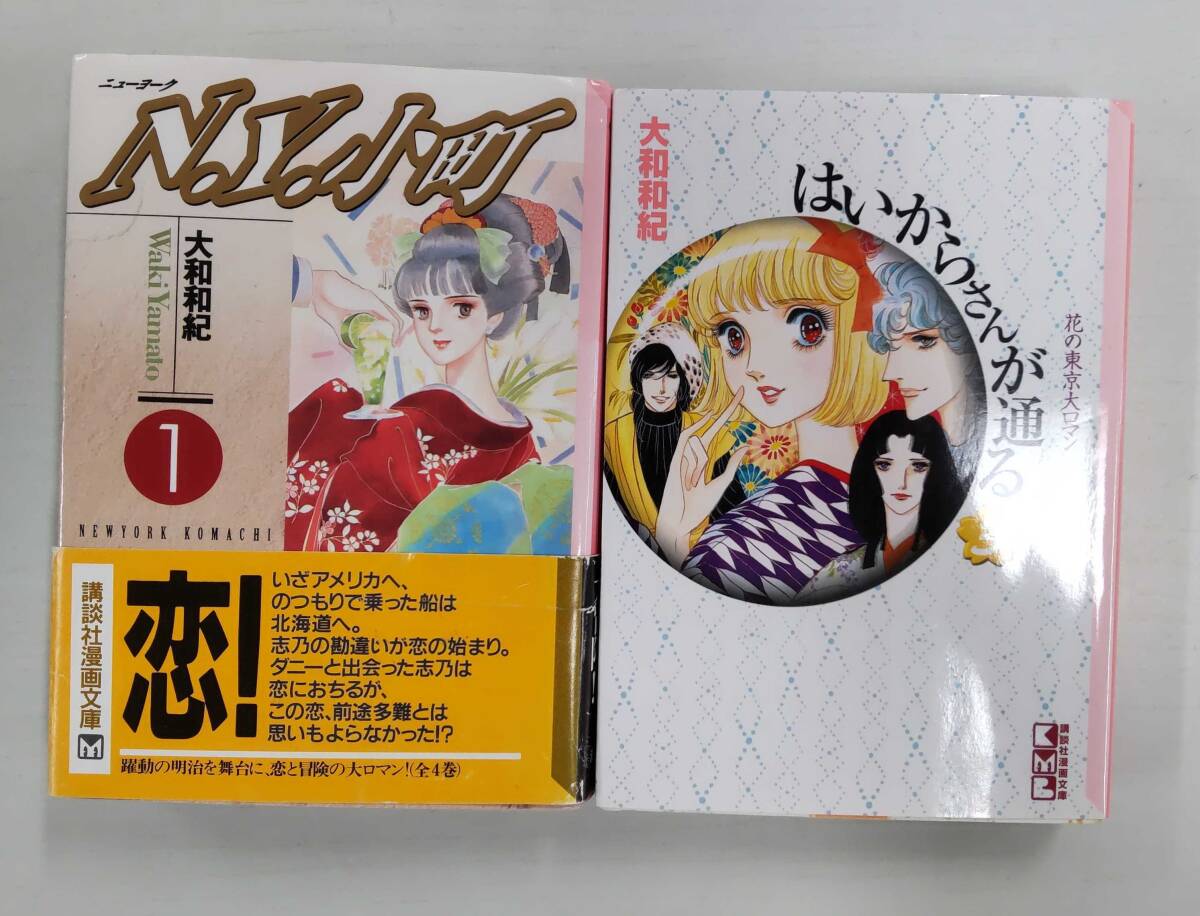 ニューヨーク
N.Y.小町
大和和紀
Waki Yamato
1
NEWYORK KOMACHI
講談社漫画文庫
M
恋!
いざアメリカへ、
のつもりで乗った船は
北海道へ。
志乃の勘違いが恋の始まり。
ダニーと出会った志乃は
恋におちるが、
この恋、前途多難とは
思いもよらなかった!?
躍動の明治を舞台に、恋と冒険の大ロマン!(全4巻)
大和和紀
はいからさんが通る
花の東京大ロマン
KMB
講談社漫画文庫